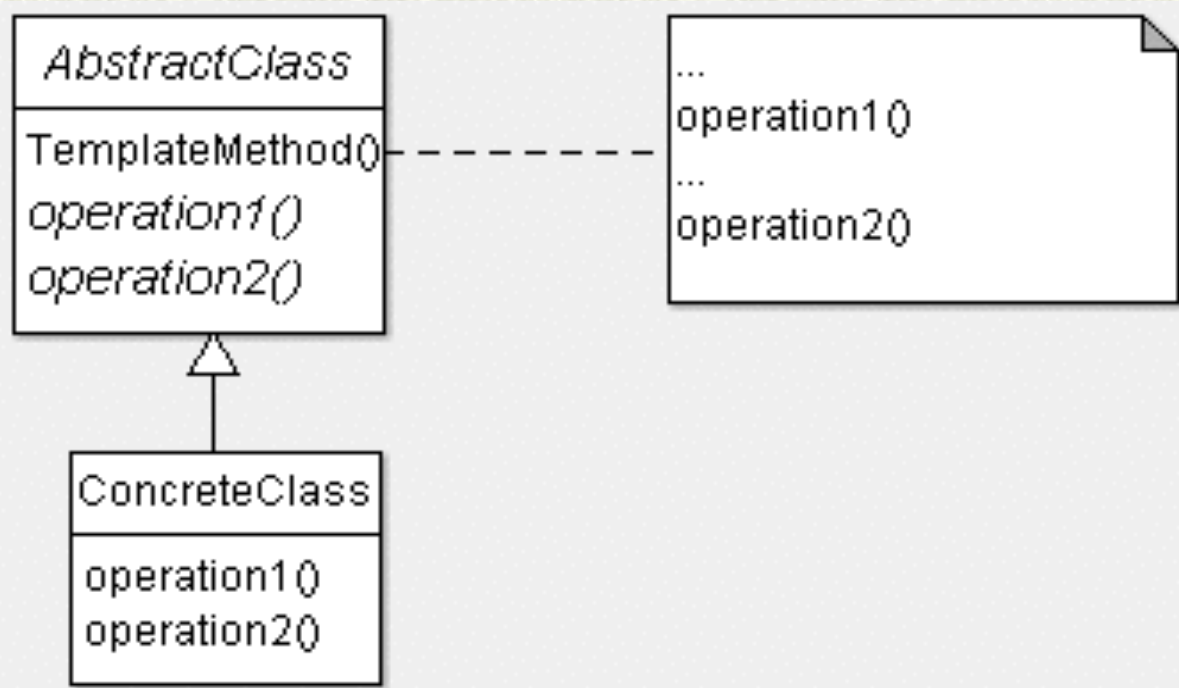 AbstractClass
TemplateMethod()
operation1()
operation2()
...
operation1()
...
operation2()
ConcreteClass
operation1()
operation2()